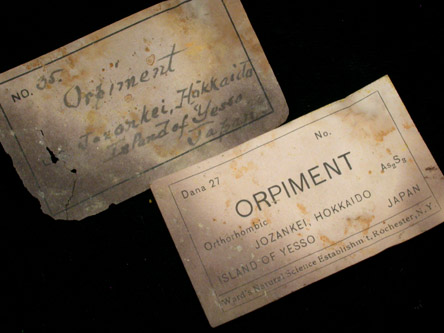 NO. 35.
Orpiment
Jozankei, Hokkaido
island of Yesso
Japan
Dana 27 No.
ORPIMENT As2S3
Orthorhombic
JOZANKEI, HOKKAIDO
ISLAND OF YESSO JAPAN
Ward's Natural Science Establishm't, Rochester, N.Y.